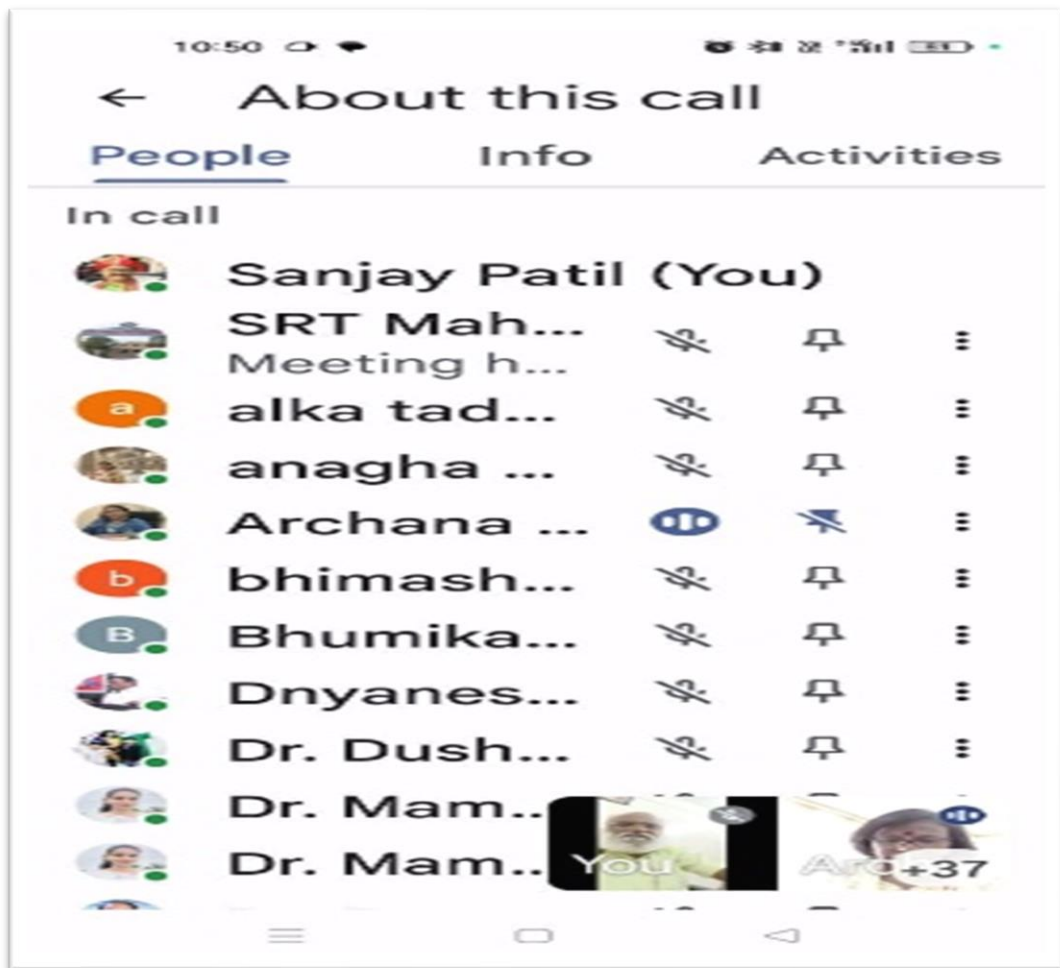 10:50
About this call
People Info Activities
In call
Sanjay Patil (You)
SRT Mah...
Meeting h...
a alka tad...
anagha ...
Archana ...
b bhimash...
B Bhumika...
Dnyanes...
Dr. Dush...
Dr. Mam...
Dr. Mam...
You +37